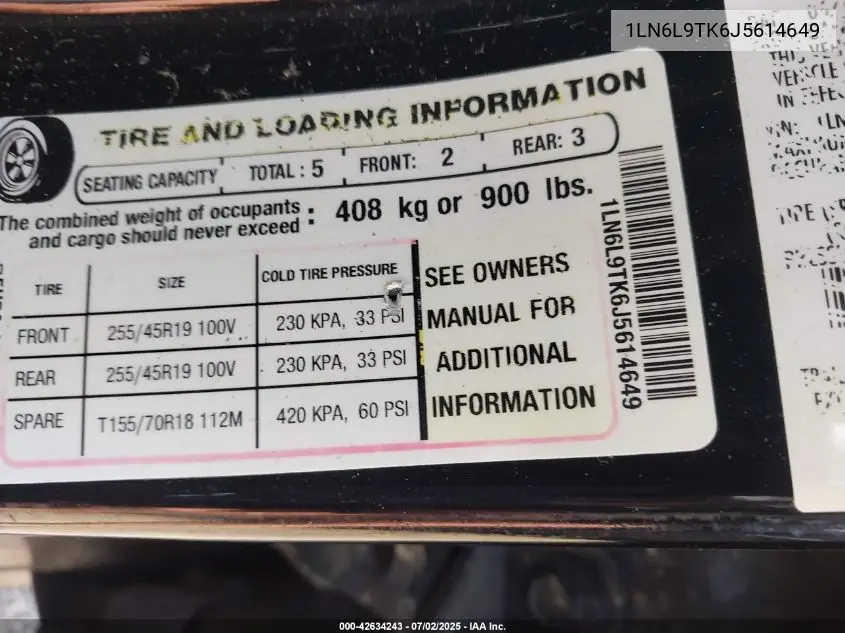 1LN6L9TK6J5614649
TIRE AND LOADING INFORMATION
SEATING CAPACITY TOTAL : 5 FRONT: 2 REAR: 3
The combined weight of occupants and cargo should never exceed : 408 kg or 900 lbs.
TIRE SIZE COLD TIRE PRESSURE
FRONT 255/45R19 100V 230 KPA, 33 PSI
REAR 255/45R19 100V 230 KPA, 33 PSI
SPARE T155/70R18 112M 420 KPA, 60 PSI
SEE OWNERS
MANUAL FOR
ADDITIONAL
INFORMATION
1LN6L9TK6J5614649
000-42634243 - 07/02/2025 - IAA Inc.